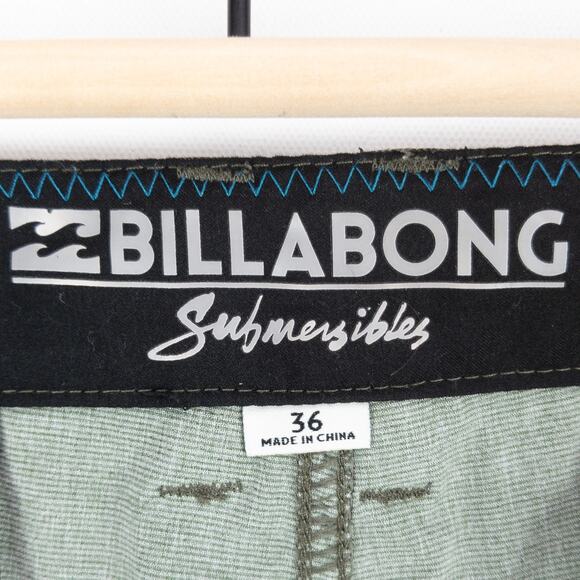 BILLABONG
Submersibles
36
MADE IN CHINA